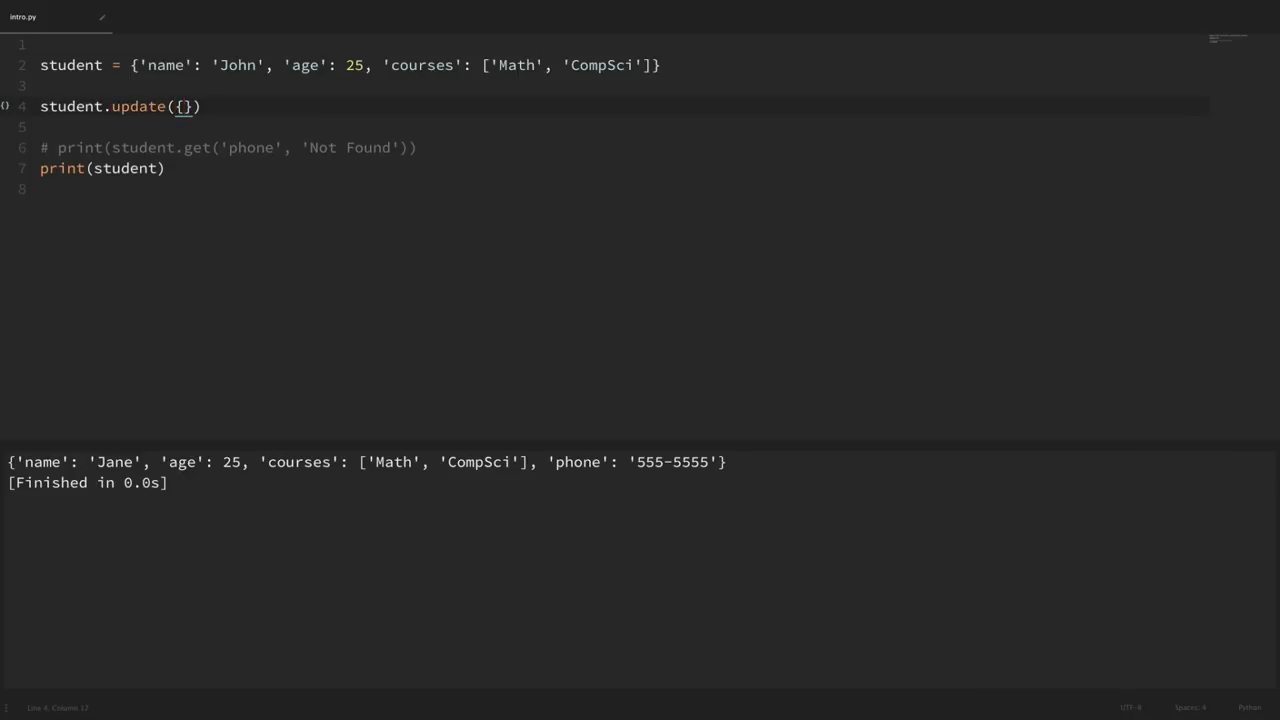 intro.py
1
2 student = {'name': 'John', 'age': 25, 'courses': ['Math', 'CompSci']}
3
{} 4 student.update({})
5
6 # print(student.get('phone', 'Not Found'))
7 print(student)
8
{'name': 'Jane', 'age': 25, 'courses': ['Math', 'CompSci'], 'phone': '555-5555'}
[Finished in 0.0s]
Line 4, Column 17 UTF-8 Spaces: 4 Python